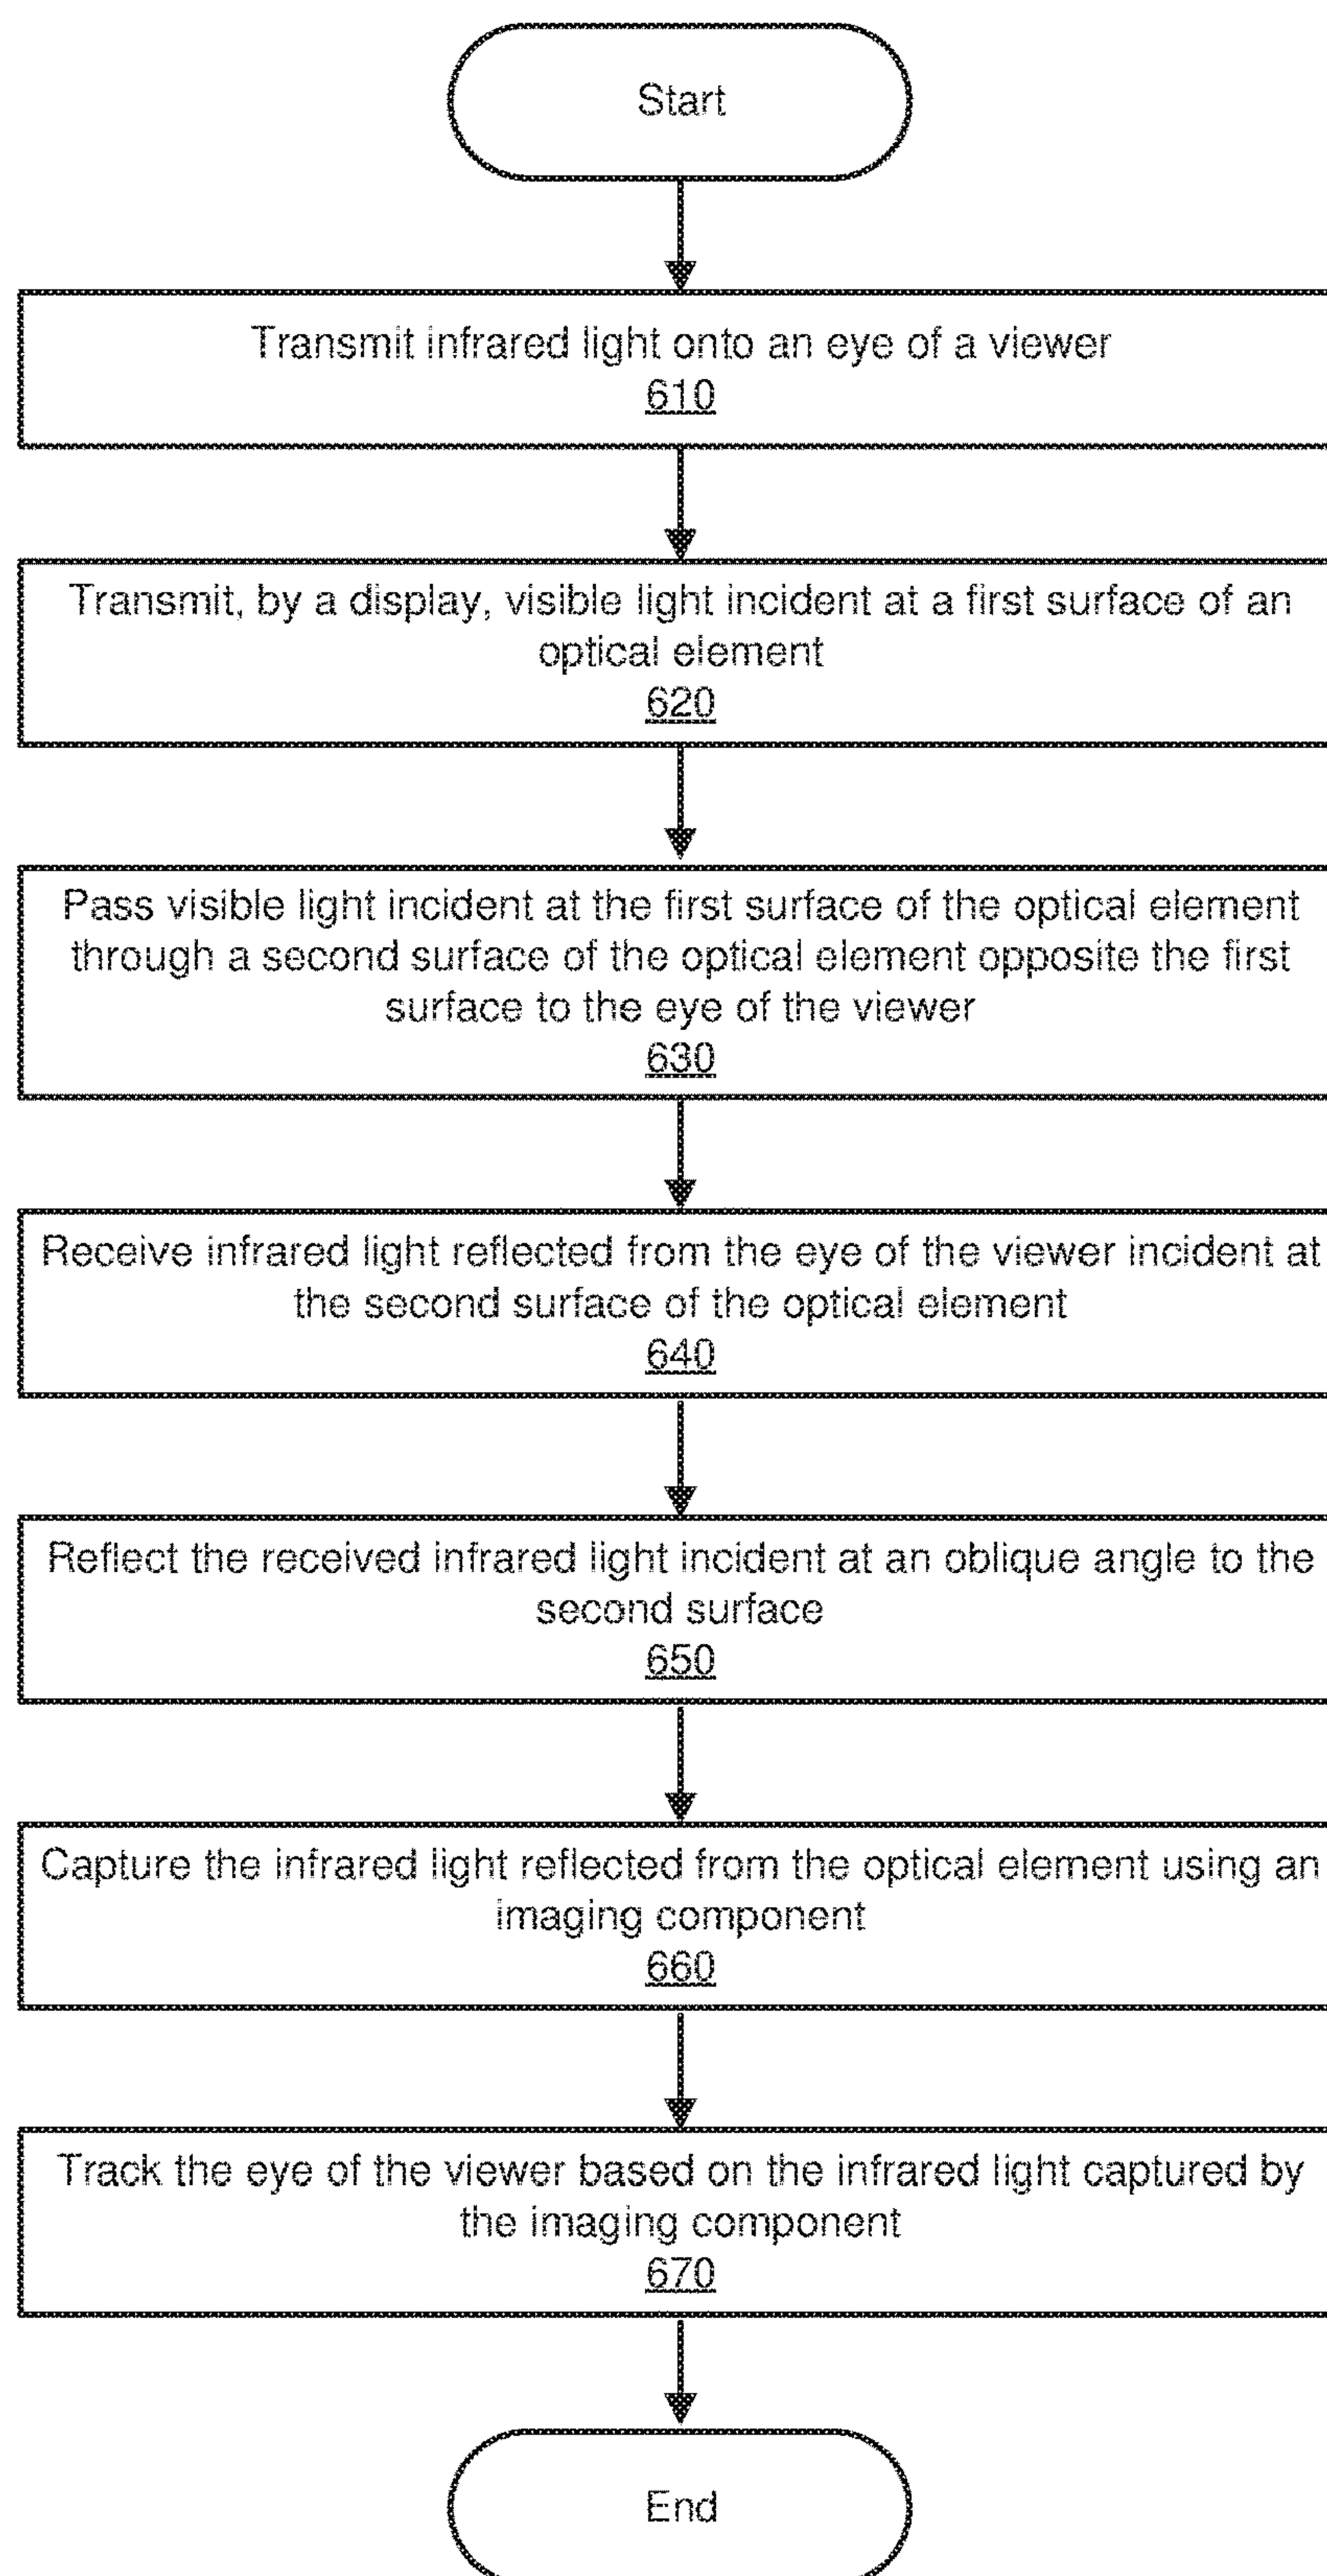 Start
Transmit infrared light onto an eye of a viewer
610
Transmit, by a display, visible light incident at a first surface of an
optical element
620
Pass visible light incident at the first surface of the optical element
through a second surface of the optical element opposite the first
surface to the eye of the viewer
630
Receive infrared light reflected from the eye of the viewer incident at
the second surface of the optical element
640
Reflect the received infrared light incident at an oblique angle to the
second surface
650
Capture the infrared light reflected from the optical element using an
imaging component
660
Track the eye of the viewer based on the infrared light captured by
the imaging component
670
End